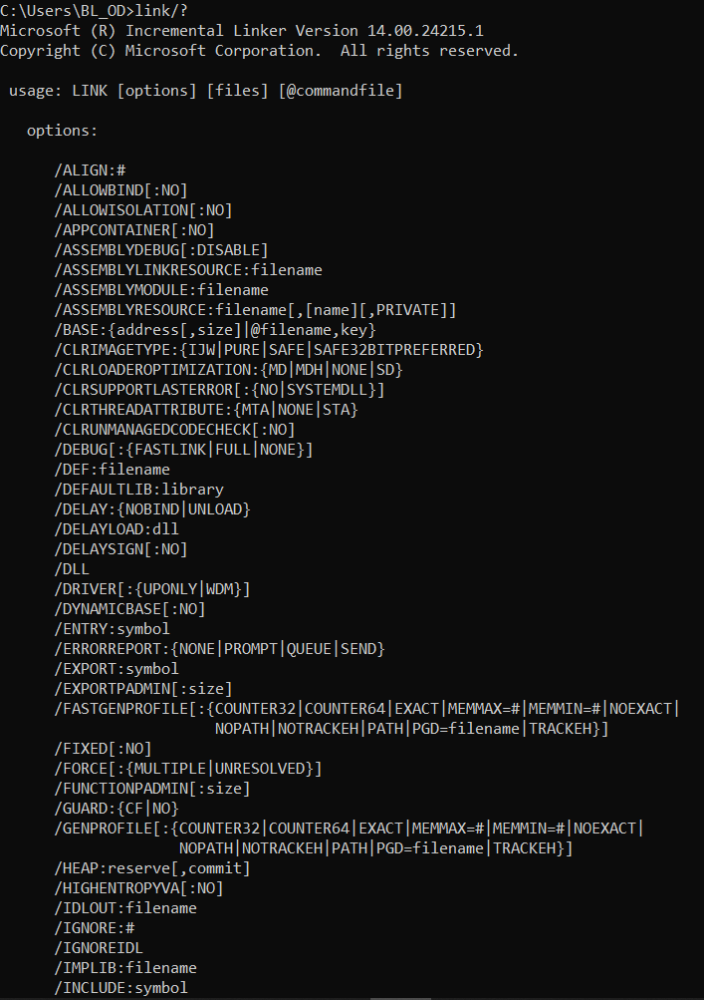 C:\Users\BL_OD>link/?
Microsoft (R) Incremental Linker Version 14.00.24215.1
Copyright (C) Microsoft Corporation.  All rights reserved.
usage: LINK [options] [files] [@commandfile]
options:
/ALIGN:#
/ALLOWBIND[:NO]
/ALLOWISOLATION[:NO]
/APPCONTAINER[:NO]
/ASSEMBLYDEBUG[:DISABLE]
/ASSEMBLYLINKRESOURCE:filename
/ASSEMBLYMODULE:filename
/ASSEMBLYRESOURCE:filename[,[name][,PRIVATE]]
/BASE:{address[,size]|@filename,key}
/CLRIMAGETYPE:{IJW|PURE|SAFE|SAFE32BITPREFERRED}
/CLRLOADEROPTIMIZATION:{MD|MDH|NONE|SD}
/CLRSUPPORTLASTERROR[:{NO|SYSTEMDLL}]
/CLRTHREADATTRIBUTE:{MTA|NONE|STA}
/CLRUNMANAGEDCODECHECK[:NO]
/DEBUG[:{FASTLINK|FULL|NONE}]
/DEF:filename
/DEFAULTLIB:library
/DELAY:{NOBIND|UNLOAD}
/DELAYLOAD:dll
/DELAYSIGN[:NO]
/DLL
/DRIVER[:{UPONLY|WDM}]
/DYNAMICBASE[:NO]
/ENTRY:symbol
/ERRORREPORT:{NONE|PROMPT|QUEUE|SEND}
/EXPORT:symbol
/EXPORTPADMIN[:size]
/FASTGENPROFILE[:{COUNTER32|COUNTER64|EXACT|MEMMAX=#|MEMMIN=#|NOEXACT|
NOPATH|NOTRACKEH|PATH|PGD=filename|TRACKEH}]
/FIXED[:NO]
/FORCE[:{MULTIPLE|UNRESOLVED}]
/FUNCTIONPADMIN[:size]
/GUARD:{CF|NO}
/GENPROFILE[:{COUNTER32|COUNTER64|EXACT|MEMMAX=#|MEMMIN=#|NOEXACT|
NOPATH|NOTRACKEH|PATH|PGD=filename|TRACKEH}]
/HEAP:reserve[,commit]
/HIGHENTROPYVA[:NO]
/IDLOUT:filename
/IGNORE:#
/IGNOREIDL
/IMPLIB:filename
/INCLUDE:symbol